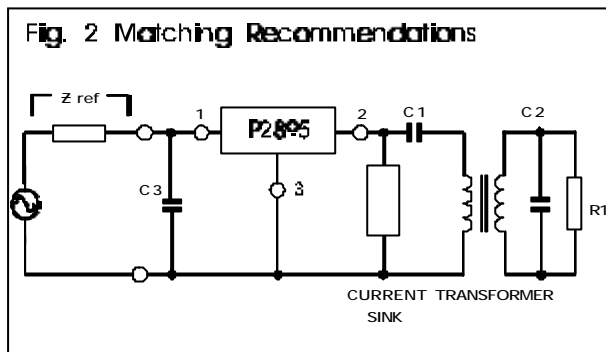 Fig. 2 Matching Recommendations
Z ref
1
P2895
2
C1
C2
C3
3
R1
CURRENT TRANSFORMER
SINK